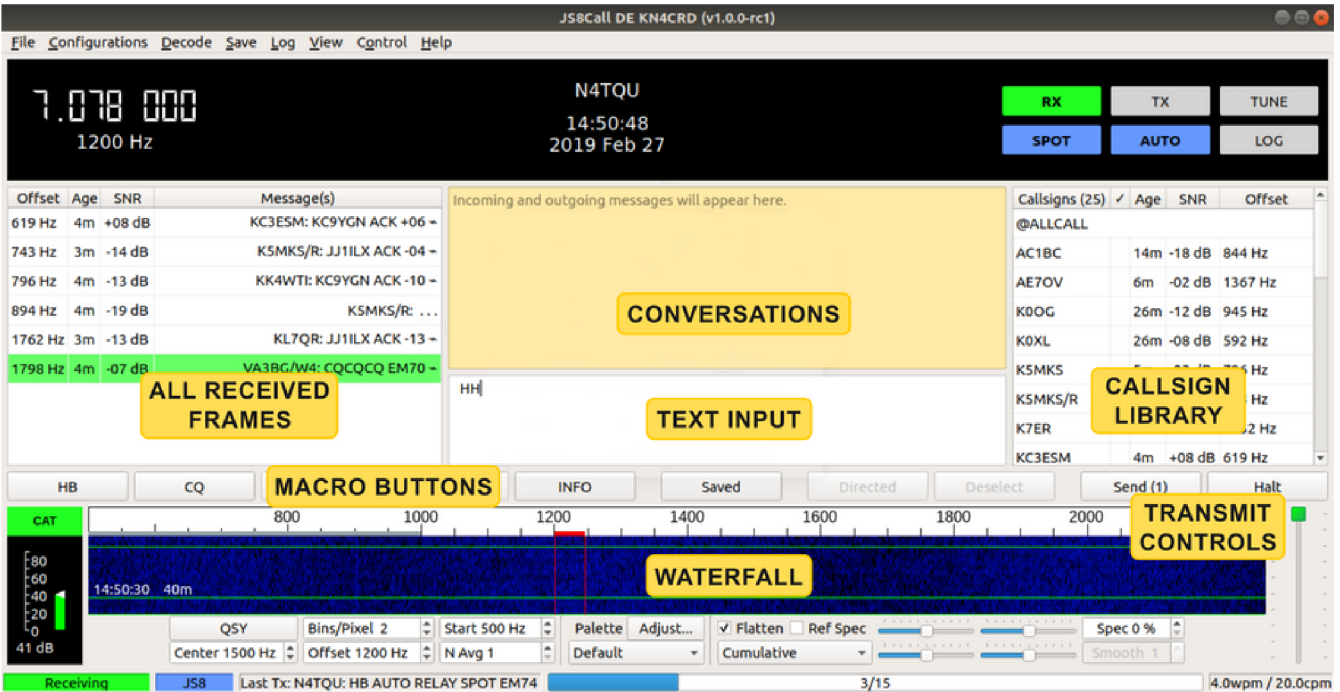 JS8Call DE KN4CRD (v1.0.0-rc1)
File Configurations Decode Save Log View Control Help
7.078 000
1200 Hz
N4TQU
14:50:48
2019 Feb 27
RX TX TUNE
SPOT AUTO LOG
Offset Age SNR Message(s)
619 Hz 4m +08 dB KC3ESM: KC9YGN ACK +06 ⌁
743 Hz 3m -14 dB K5MKS/R: JJ1ILX ACK -04 ⌁
796 Hz 4m -13 dB KK4WTI: KC9YGN ACK -10 ⌁
894 Hz 4m -19 dB K5MKS/R: ...
1762 Hz 3m -13 dB KL7QR: JJ1ILX ACK -13 ⌁
1798 Hz 4m -07 dB VA3BG/W4: CQCQCQ EM70 ⌁
ALL RECEIVED
FRAMES
Incoming and outgoing messages will appear here.
CONVERSATIONS
HH
TEXT INPUT
Callsigns (25) ✓ Age SNR Offset
@ALLCALL
AC1BC 14m -18 dB 844 Hz
AE7OV 6m -02 dB 1367 Hz
K0OG 26m -12 dB 945 Hz
K0XL 26m -08 dB 592 Hz
K5MKS
K5MKS/R Hz
K7ER Hz
KC3ESM 4m +08 dB 619 Hz
CALLSIGN
LIBRARY
HB CQ INFO Saved Directed Deselect Send (1) Halt
MACRO BUTTONS
CAT
800 1000 1200 1400 1600 1800 2000
TRANSMIT
CONTROLS
80
60
40
20
0
41 dB
14:50:30 40m
WATERFALL
QSY Bins/Pixel 2 Start 500 Hz Palette Adjust... Flatten Ref Spec Spec 0 %
Center 1500 Hz Offset 1200 Hz N Avg 1 Default Cumulative Smooth 1
Receiving JS8 Last Tx: N4TQU: HB AUTO RELAY SPOT EM74 3/15 4.0wpm / 20.0cpm